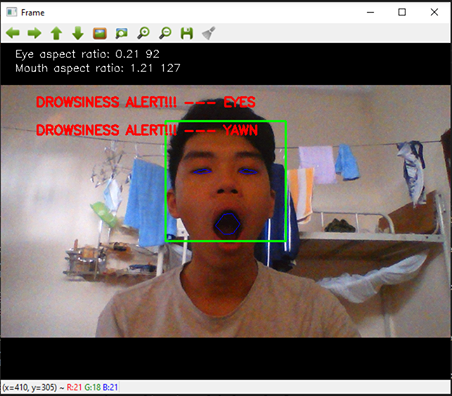 Frame
Eye aspect ratio: 0.21 92
Mouth aspect ratio: 1.21 127
DROWSINESS ALERT!!! --- EYES
DROWSINESS ALERT!!! --- YAWN
(x=410, y=305) ~ R:21 G:18 B:21